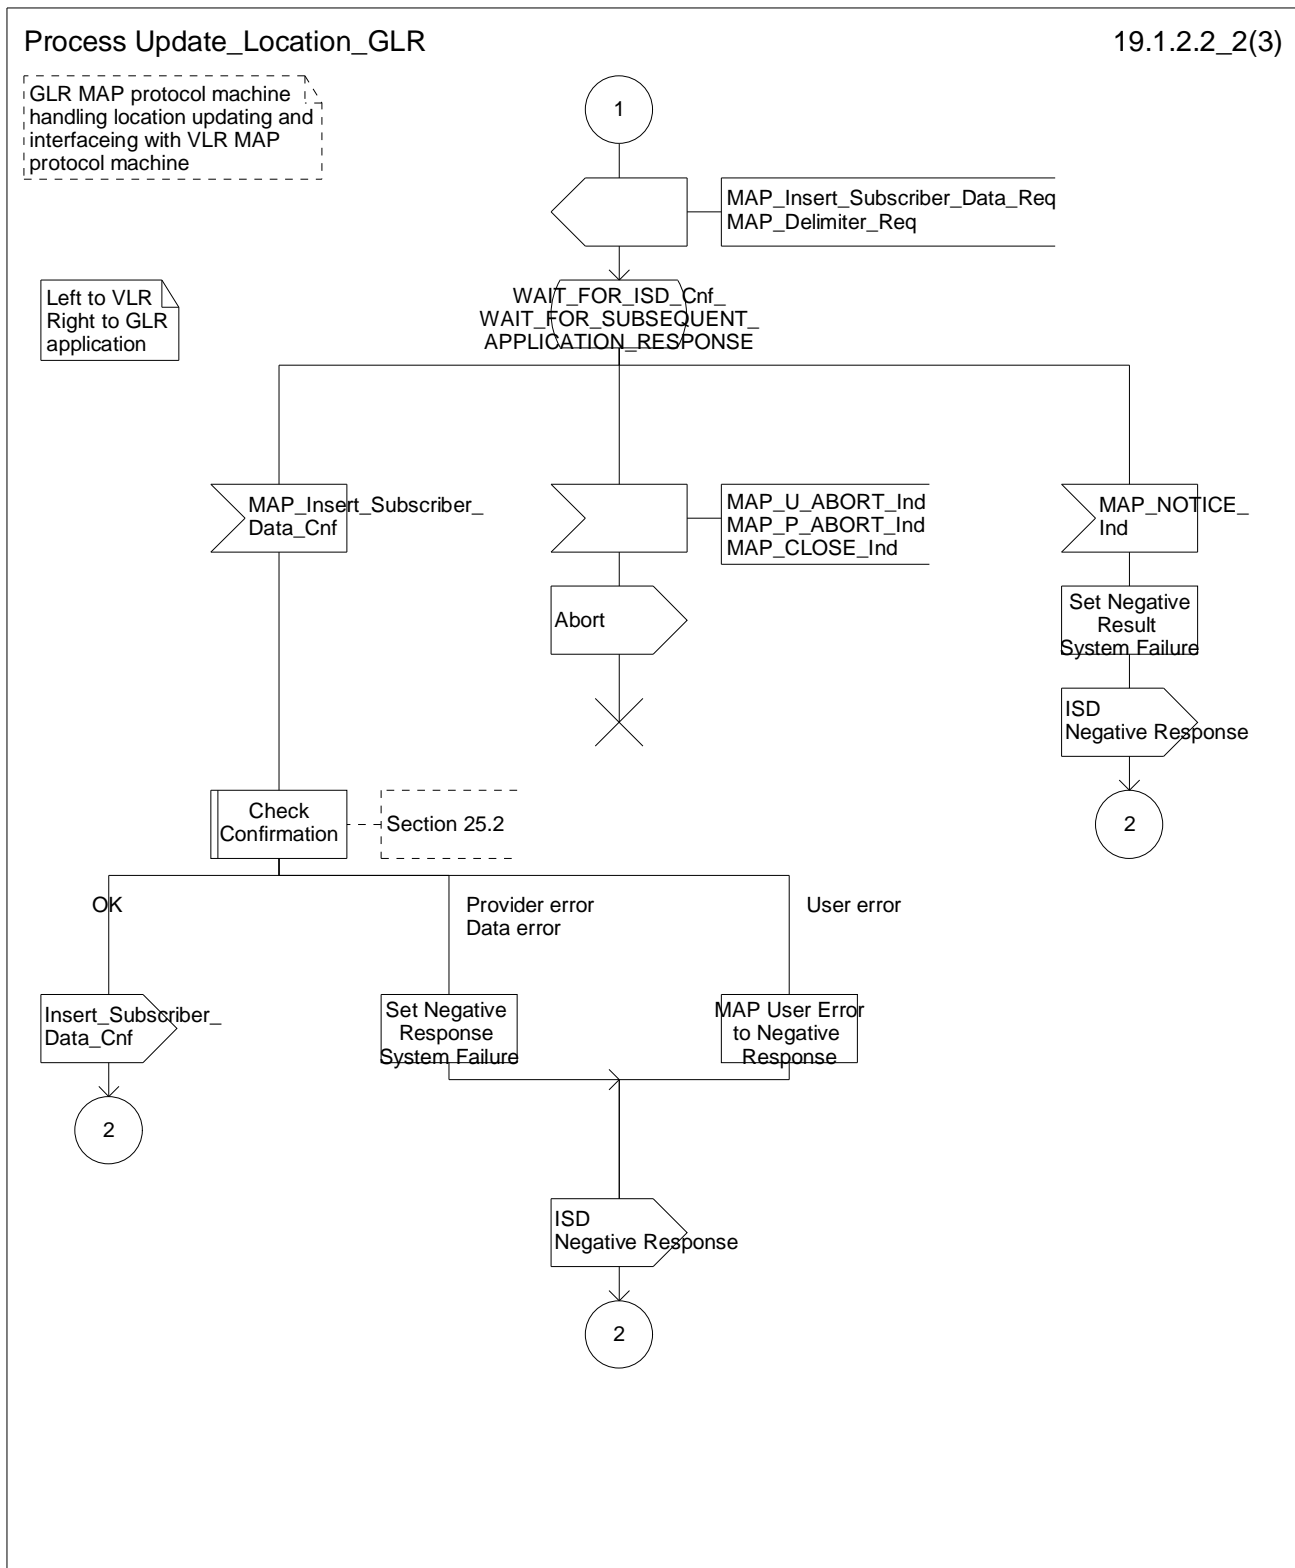 Process Update_Location_GLR
19.1.2.2_2(3)
GLR MAP protocol machine
handling location updating and
interfaceing with VLR MAP
protocol machine
1
MAP_Insert_Subscriber_Data_Req
MAP_Delimiter_Req
Left to VLR
Right to GLR
application
WAIT_FOR_ISD_Cnf_
WAIT_FOR_SUBSEQUENT_
APPLICATION_RESPONSE
MAP_Insert_Subscriber_
Data_Cnf
MAP_U_ABORT_Ind
MAP_P_ABORT_Ind
MAP_CLOSE_Ind
MAP_NOTICE_
Ind
Abort
Set Negative
Result
System Failure
ISD
Negative Response
2
Check
Confirmation
Section 25.2
OK
Provider error
Data error
User error
Insert_Subscriber_
Data_Cnf
Set Negative
Response
System Failure
MAP User Error
to Negative
Response
2
ISD
Negative Response
2